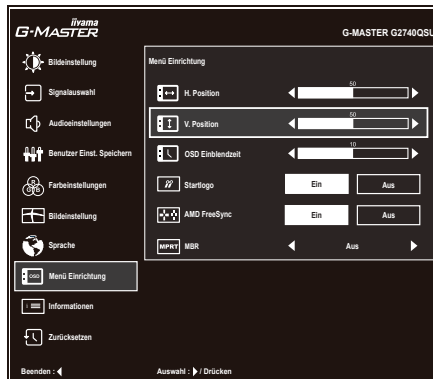 iiyama
G-MASTER
G-MASTER G2740QSU
Bildeinstellung
Signalauswahl
Audioeinstellungen
Benutzer Einst. Speichern
Farbeinstellungen
Bildeinstellung
Sprache
OSD
Menü Einrichtung
Informationen
Zurücksetzen
Menü Einrichtung
H. Position
50
V. Position
50
OSD Einblendzeit
10
Startlogo
Ein
Aus
AMD FreeSync
Ein
Aus
MPRT
MBR
Aus
Beenden :
Auswahl : / Drücken